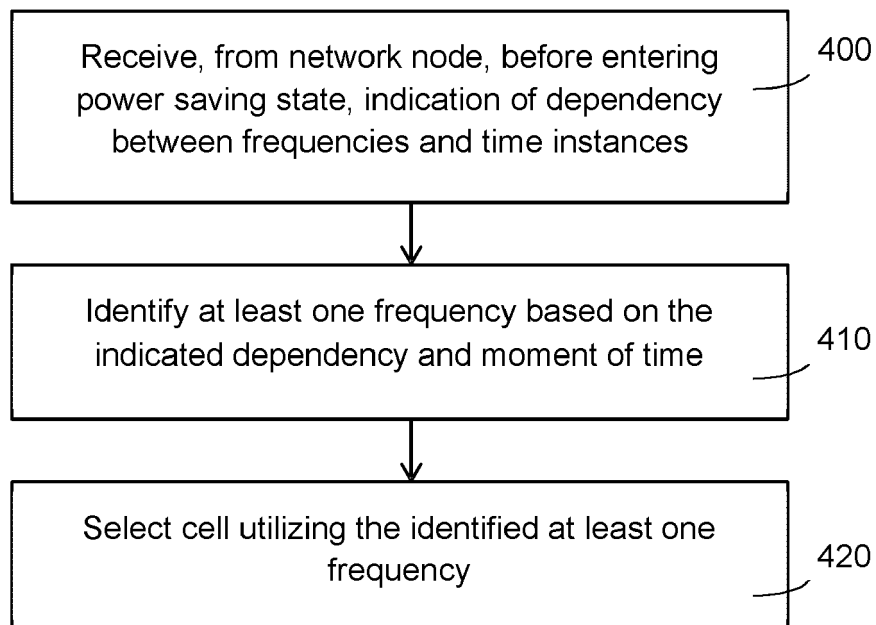 Receive, from network node, before entering
power saving state, indication of dependency
between frequencies and time instances
400
Identify at least one frequency based on the
indicated dependency and moment of time
410
Select cell utilizing the identified at least one
frequency
420